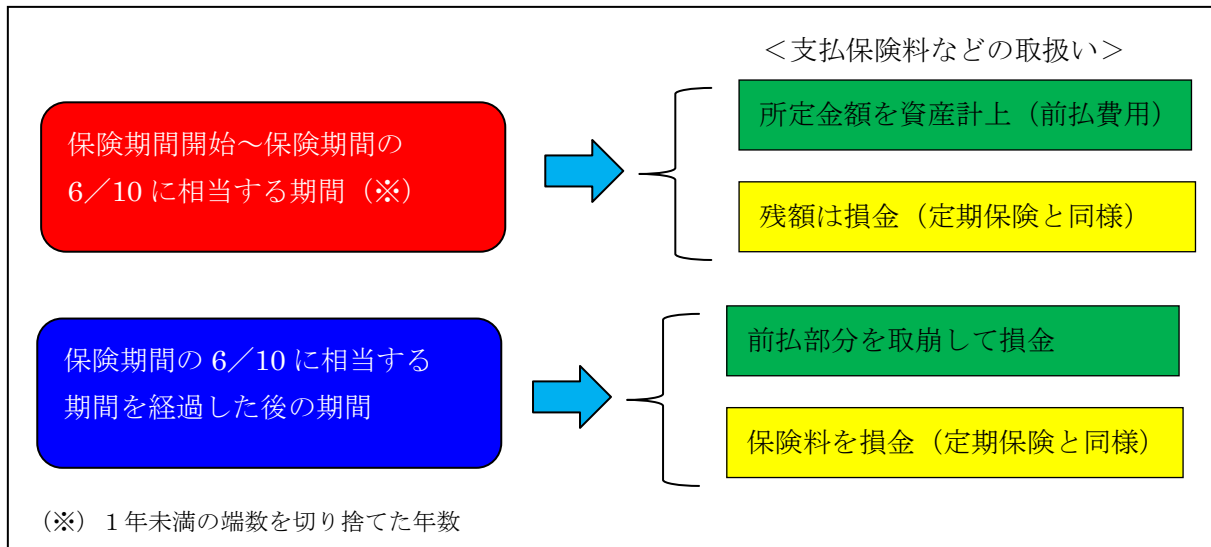 ＜支払保険料などの取扱い＞
保険期間開始～保険期間の
6／10 に相当する期間（※）
所定金額を資産計上（前払費用）
残額は損金（定期保険と同様）
保険期間の 6／10 に相当する
期間を経過した後の期間
前払部分を取崩して損金
保険料を損金（定期保険と同様）
（※）１年未満の端数を切り捨てた年数